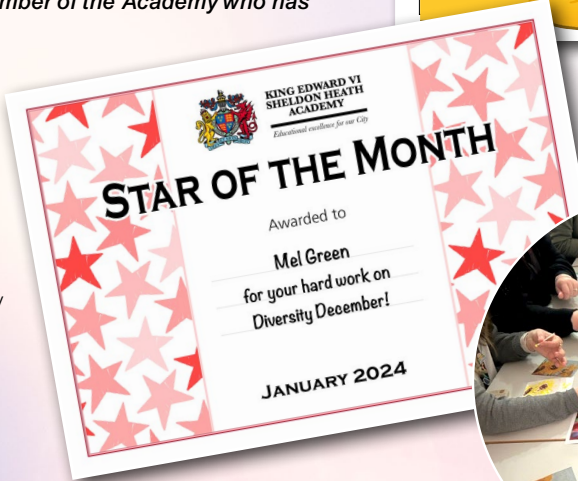 mber of the Academy who has
KING EDWARD VI
SHELDON HEATH
ACADEMY
Educational excellence for our City
STAR OF THE MONTH
Awarded to
Mel Green
for your hard work on
Diversity December!
JANUARY 2024